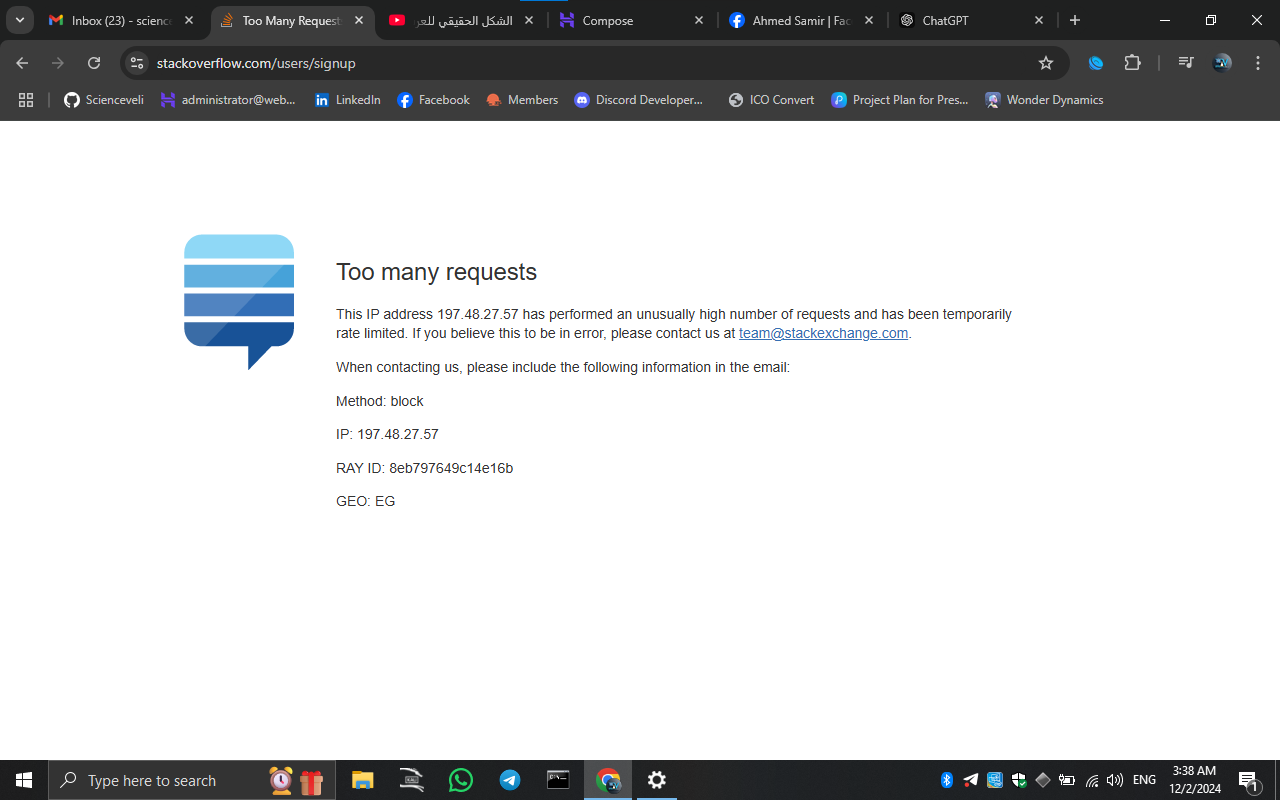 Inbox (23) - science
Too Many Request
الشكل الحقيقي للعر
Compose
Ahmed Samir | Fac
ChatGPT
stackoverflow.com/users/signup
Scienceveli
administrator@web...
LinkedIn
Facebook
Members
Discord Developer...
ICO Convert
Project Plan for Pres...
Wonder Dynamics
Too many requests
This IP address 197.48.27.57 has performed an unusually high number of requests and has been temporarily
rate limited. If you believe this to be in error, please contact us at team@stackexchange.com.
When contacting us, please include the following information in the email:
Method: block
IP: 197.48.27.57
RAY ID: 8eb797649c14e16b
GEO: EG
Type here to search
ENG
3:38 AM
12/2/2024
1